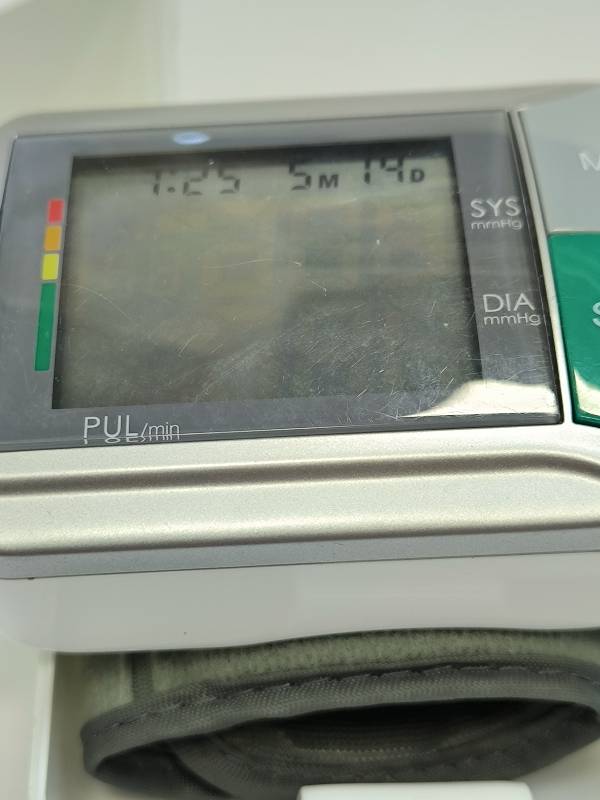 1:25 5M 14D
SYS
mmHg
DIA
mmHg
PUL/min
M
S